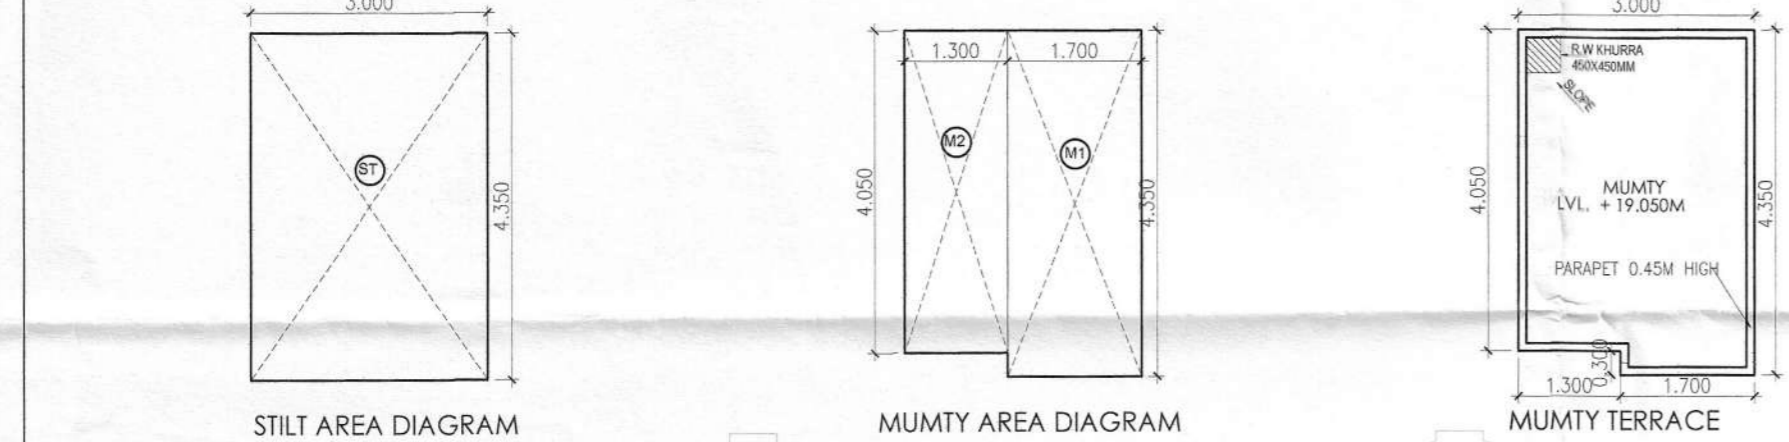 3.000
ST
4.350
STILT AREA DIAGRAM
1.300
1.700
M2
M1
4.050
4.350
MUMTY AREA DIAGRAM
3.000
R.W KHURRA
450X450MM
SLOPE
4.050
MUMTY
LVL. + 19.050M
4.350
PARAPET 0.45M HIGH
0.300
1.300
1.700
MUMTY TERRACE